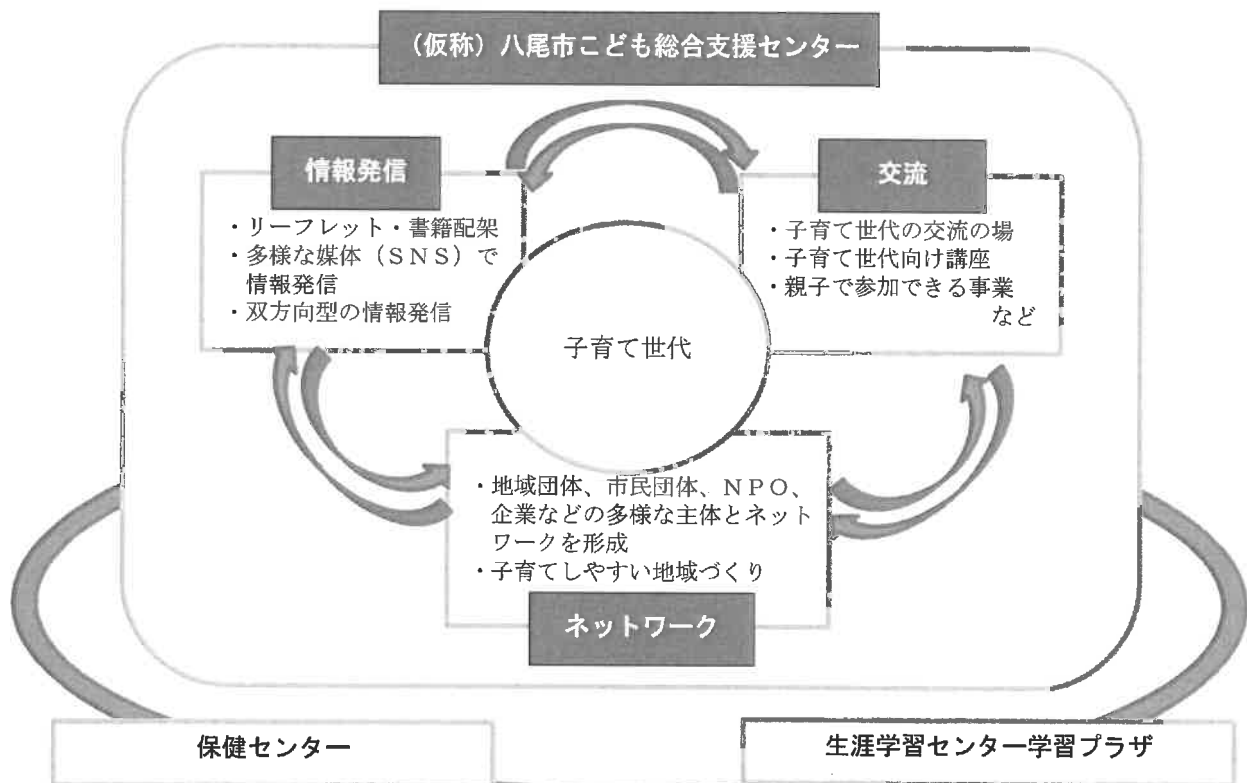 （仮称）八尾市こども総合支援センター
情報発信
・リーフレット・書籍配架
・多様な媒体（ＳＮＳ）で
情報発信
・双方向型の情報発信
交流
・子育て世代の交流の場
・子育て世代向け講座
・親子で参加できる事業
など
子育て世代
・地域団体、市民団体、ＮＰＯ、
企業などの多様な主体とネット
ワークを形成
・子育てしやすい地域づくり
ネットワーク
保健センター
生涯学習センター学習プラザ